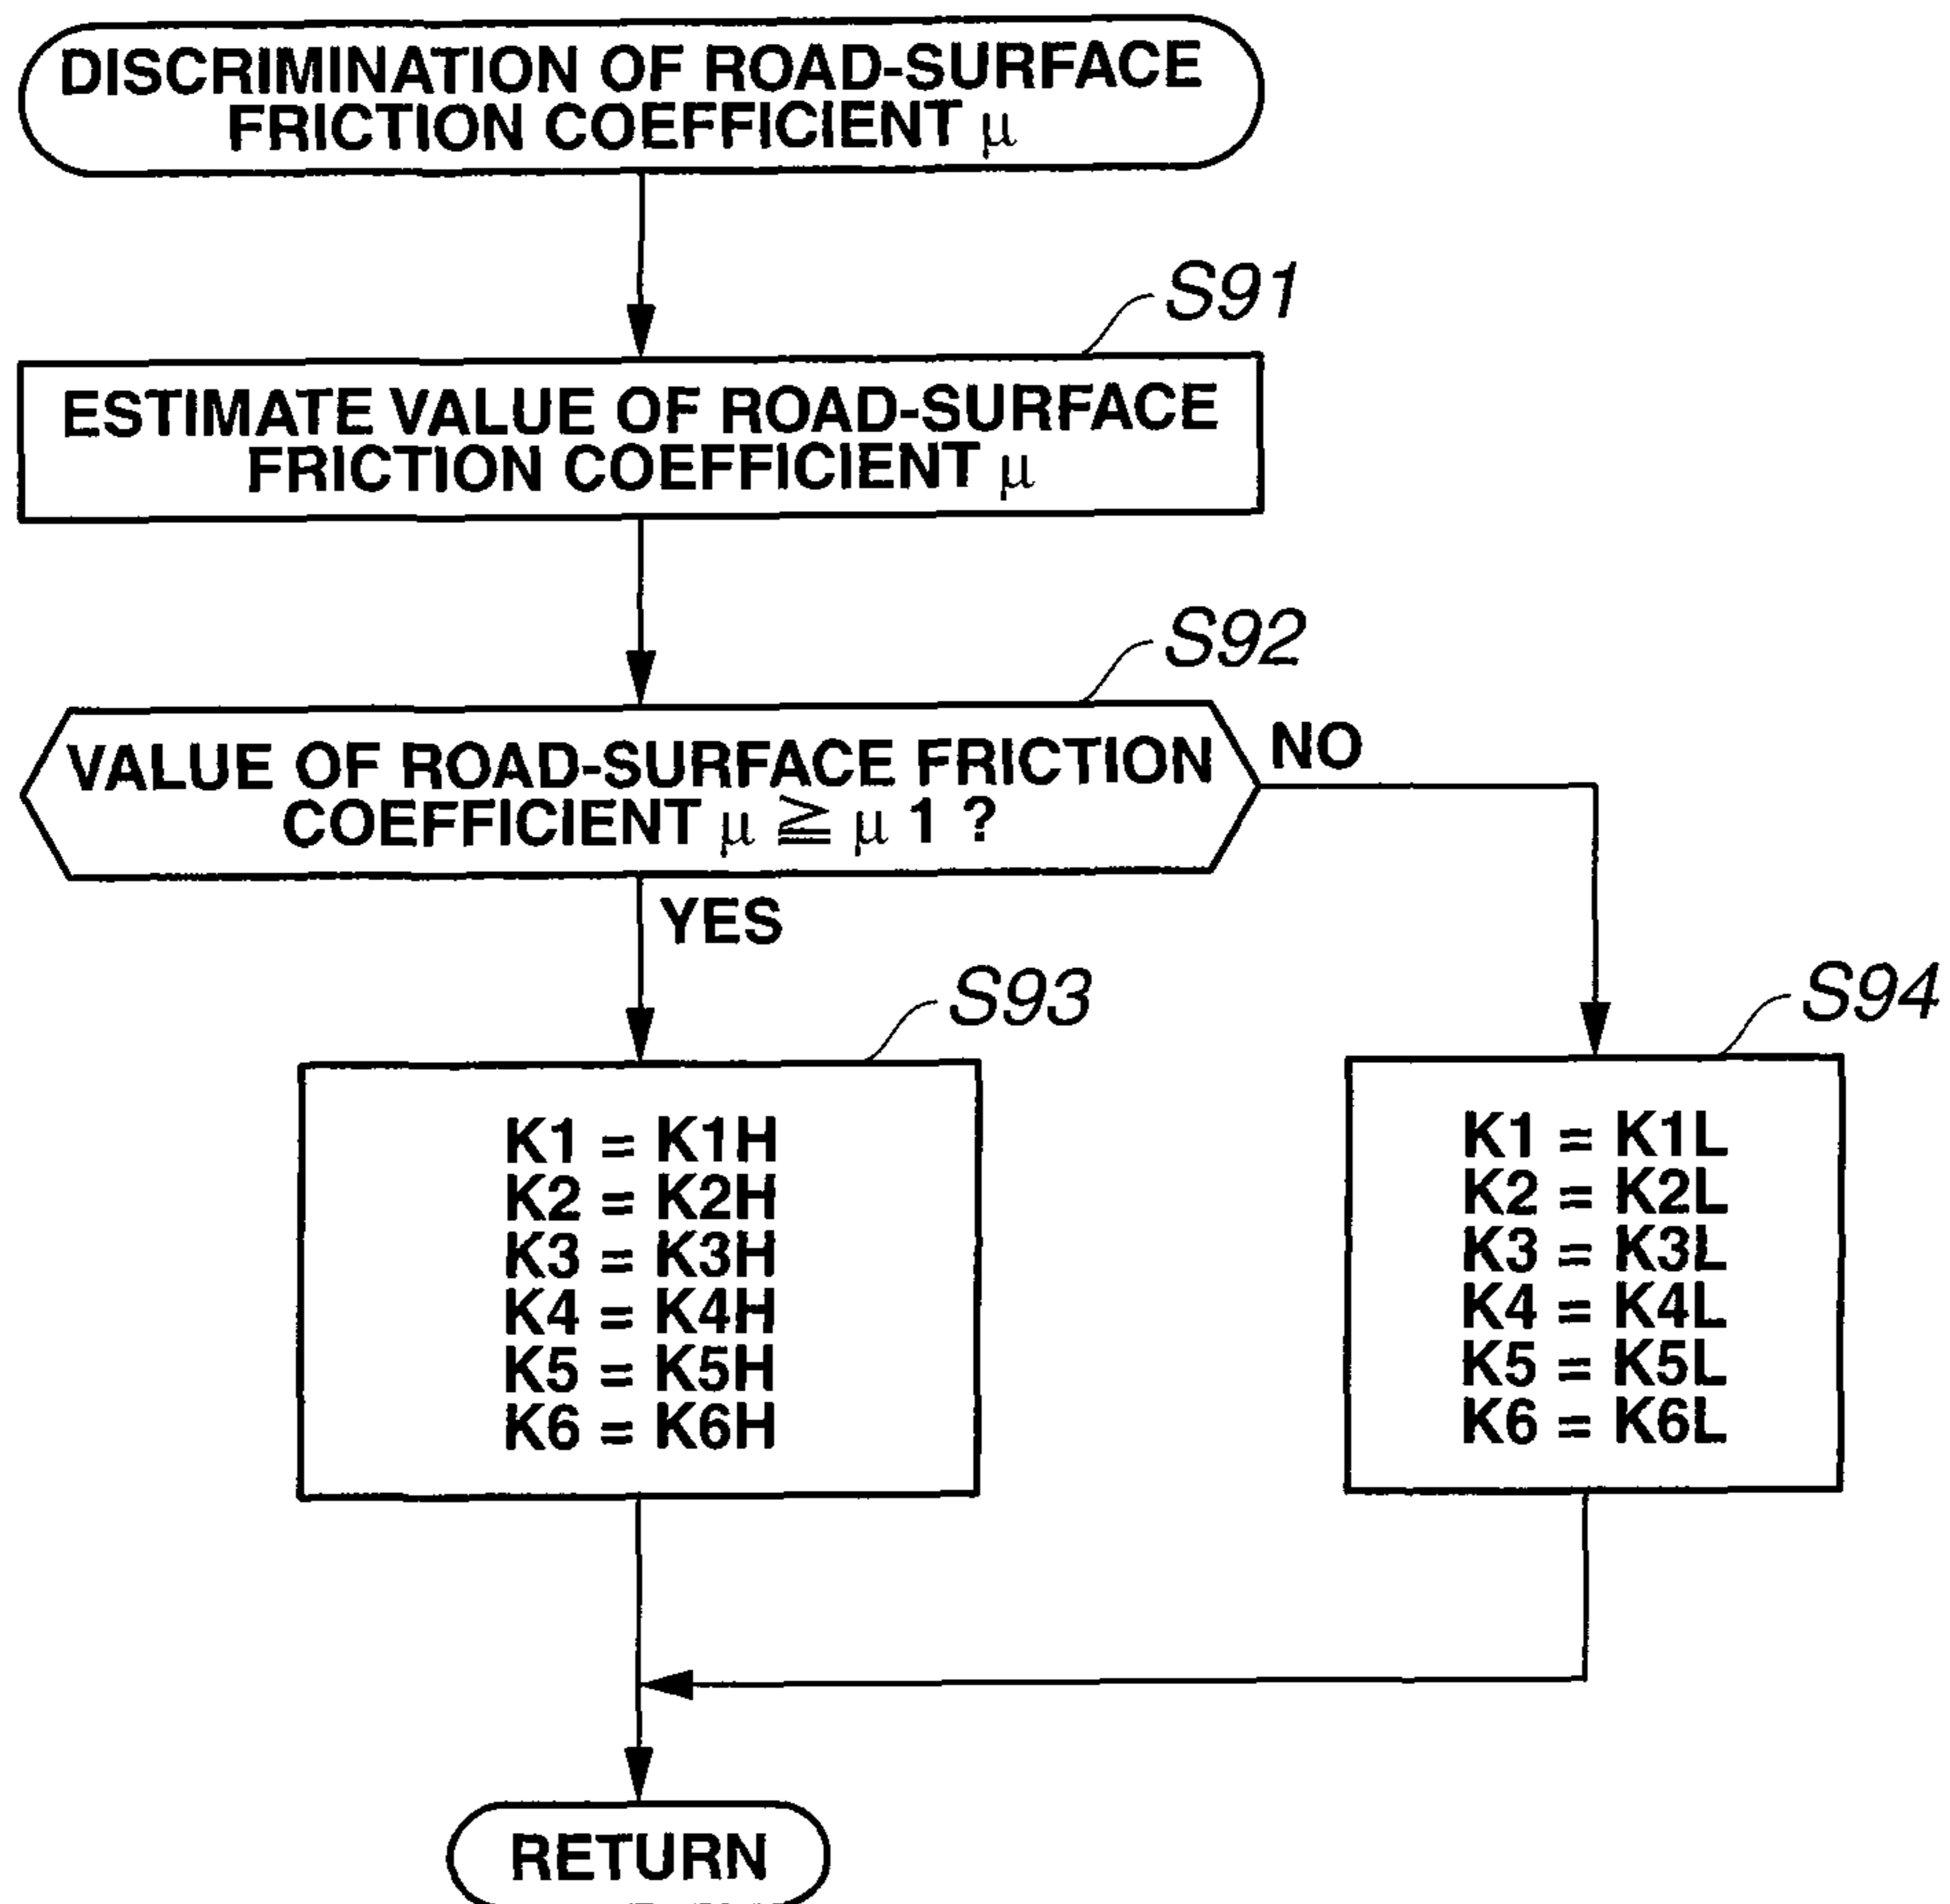 DISCRIMINATION OF ROAD-SURFACE
FRICTION COEFFICIENT μ
S91
ESTIMATE VALUE OF ROAD-SURFACE
FRICTION COEFFICIENT μ
S92
VALUE OF ROAD-SURFACE FRICTION
COEFFICIENT μ ≧ μ 1 ?
NO
YES
S93
K1 = K1H
K2 = K2H
K3 = K3H
K4 = K4H
K5 = K5H
K6 = K6H
S94
K1 = K1L
K2 = K2L
K3 = K3L
K4 = K4L
K5 = K5L
K6 = K6L
RETURN